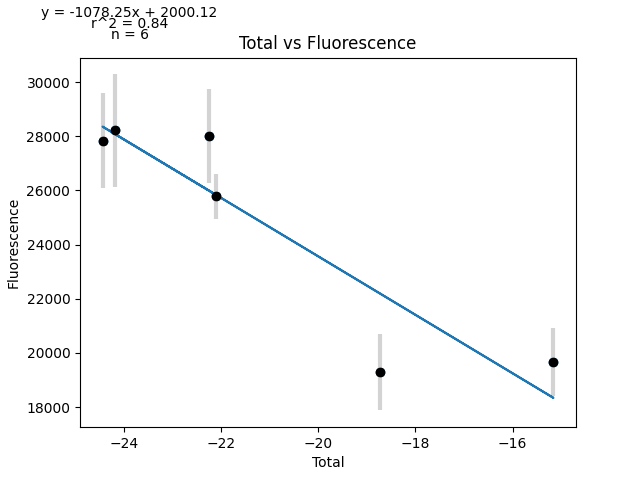 y = -1078.25x + 2000.12
r^2 = 0.84
n = 6
Total vs Fluorescence
30000
28000
26000
24000
22000
20000
18000
Fluorescence
−24 −22 −20 −18 −16
Total